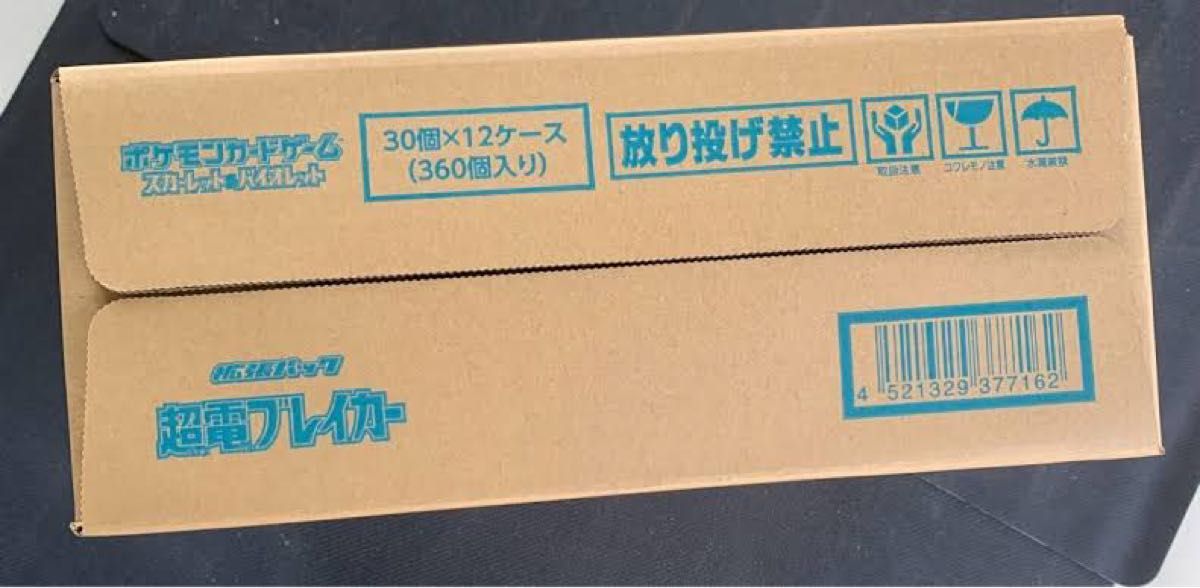 ポケモンカードゲーム
スカーレット&バイオレット
30個×12ケース
(360個入り)
放り投げ禁止
取扱注意
コワレモノ注意
水濡厳禁
拡張パック
超電ブレイカー
4 521329 377162